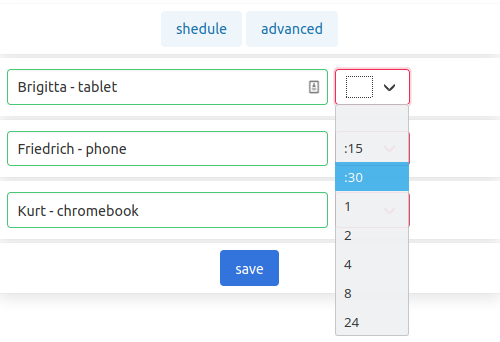 shedule advanced
Brigitta - tablet
Friedrich - phone
Kurt - chromebook
:15
:30
1
2
4
8
24
save